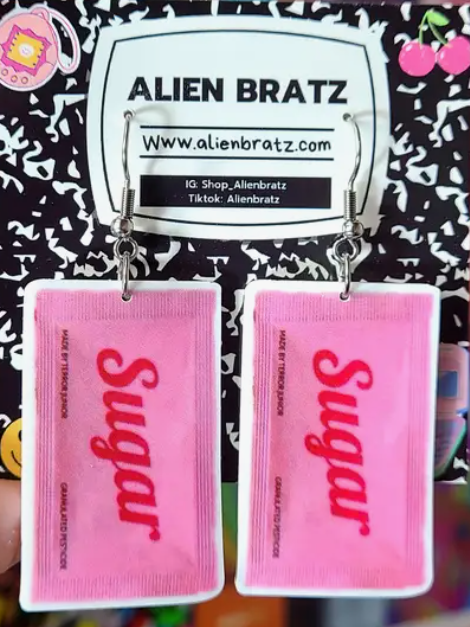 ALIEN BRATZ
Www.alienbratz.com
IG: Shop_Alienbratz
Tiktok: Alienbratz
Sugar
MADE BY TERROR JUNIOR
GRANULATED PESTICIDE
Sugar
MADE BY TERROR JUNIOR
GRANULATED PESTICIDE